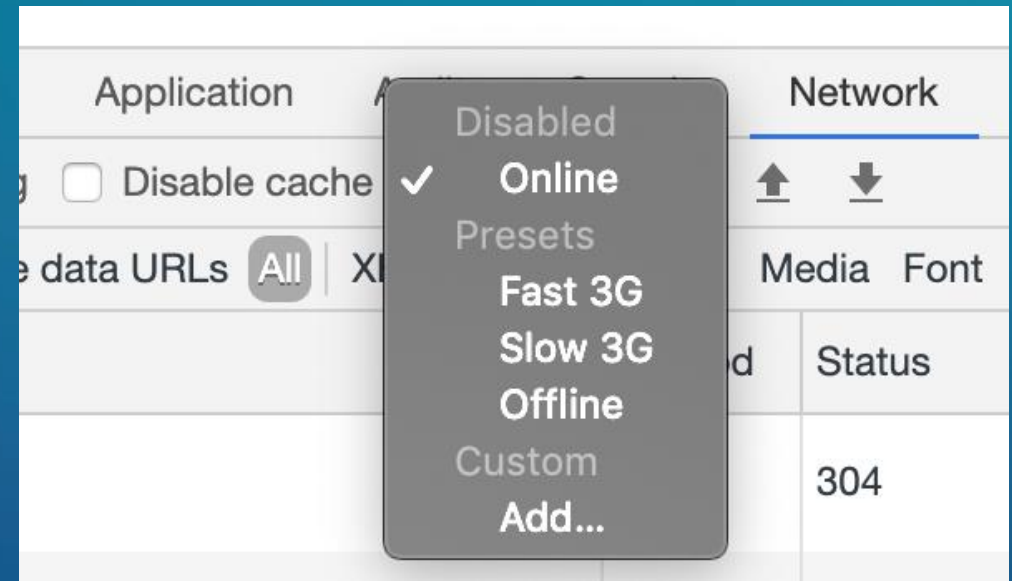 Application Network
Disable cache
data URLs All Media Font
Status
304
Disabled
✓ Online
Presets
Fast 3G
Slow 3G
Offline
Custom
Add...